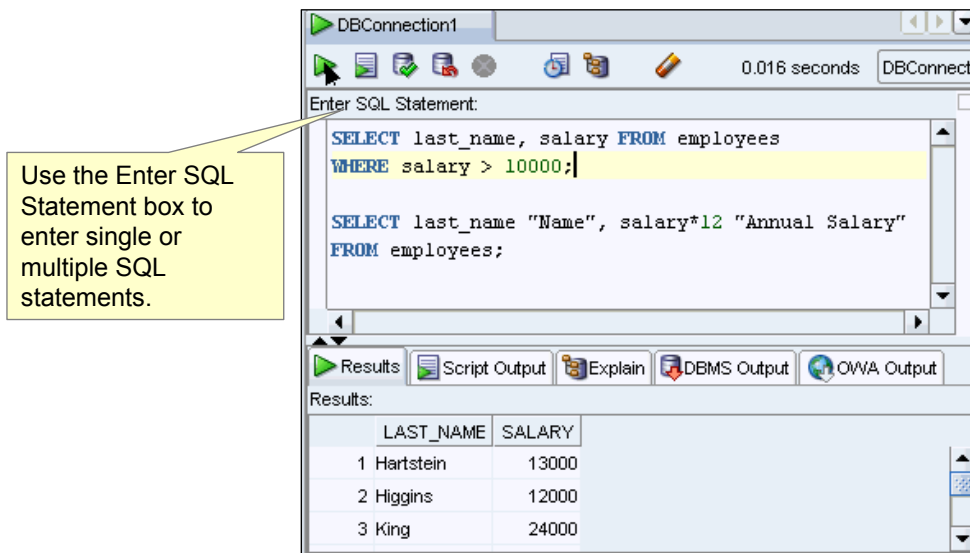 DBConnection1
0.016 seconds
DBConnect
Enter SQL Statement:
SELECT last_name, salary FROM employees
WHERE salary > 10000;
SELECT last_name "Name", salary*12 "Annual Salary"
FROM employees;
Use the Enter SQL
Statement box to
enter single or
multiple SQL
statements.
Results Script Output Explain DBMS Output OWA Output
Results:
LAST_NAME SALARY
1 Hartstein 13000
2 Higgins 12000
3 King 24000